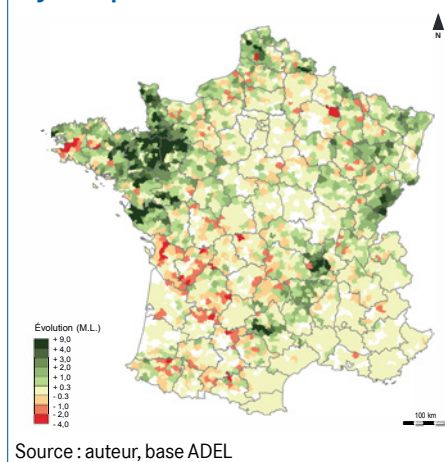 N
Évolution (M.L.)
+ 9,0
+ 4,0
+ 3,0
+ 2,0
+ 1,0
+ 0.3
- 0.3
- 1,0
- 2,0
- 4,0
100 km
Source : auteur, base ADEL